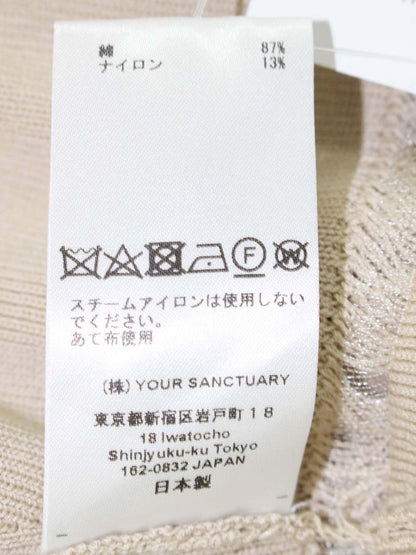 綿 87%
ナイロン 13%
F W
スチームアイロンは使用しない
でください。
あて布使用
(株) YOUR SANCTUARY
東京都新宿区岩戸町18
18 Iwatocho
Shinjyuku-ku Tokyo
162-0832 JAPAN
日本製